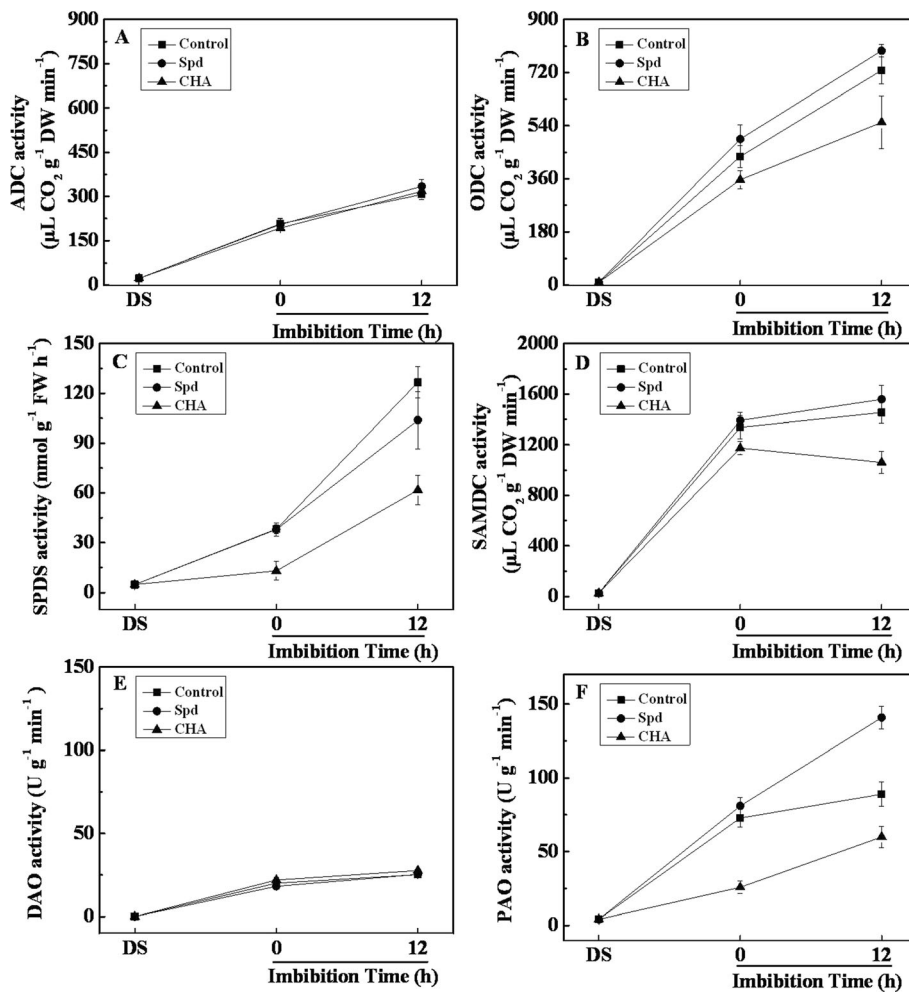 A
Control
Spd
CHA
ADC activity
(µL CO₂ g⁻¹ DW min⁻¹)
900
750
600
450
300
150
0
DS
0
12
Imbibition Time (h)
B
Control
Spd
CHA
ODC activity
(µL CO₂ g⁻¹ DW min⁻¹)
900
720
540
360
180
0
DS
0
12
Imbibition Time (h)
C
Control
Spd
CHA
SPDS activity (nmol g⁻¹ FW h⁻¹)
150
120
90
60
30
0
DS
0
12
Imbibition Time (h)
D
Control
Spd
CHA
SAMDC activity
(µL CO₂ g⁻¹ DW min⁻¹)
2000
1600
1200
800
400
0
DS
0
12
Imbibition Time (h)
E
Control
Spd
CHA
DAO activity (U g⁻¹ min⁻¹)
150
100
50
0
DS
0
12
Imbibition Time (h)
F
Control
Spd
CHA
PAO activity (U g⁻¹ min⁻¹)
150
100
50
0
DS
0
12
Imbibition Time (h)